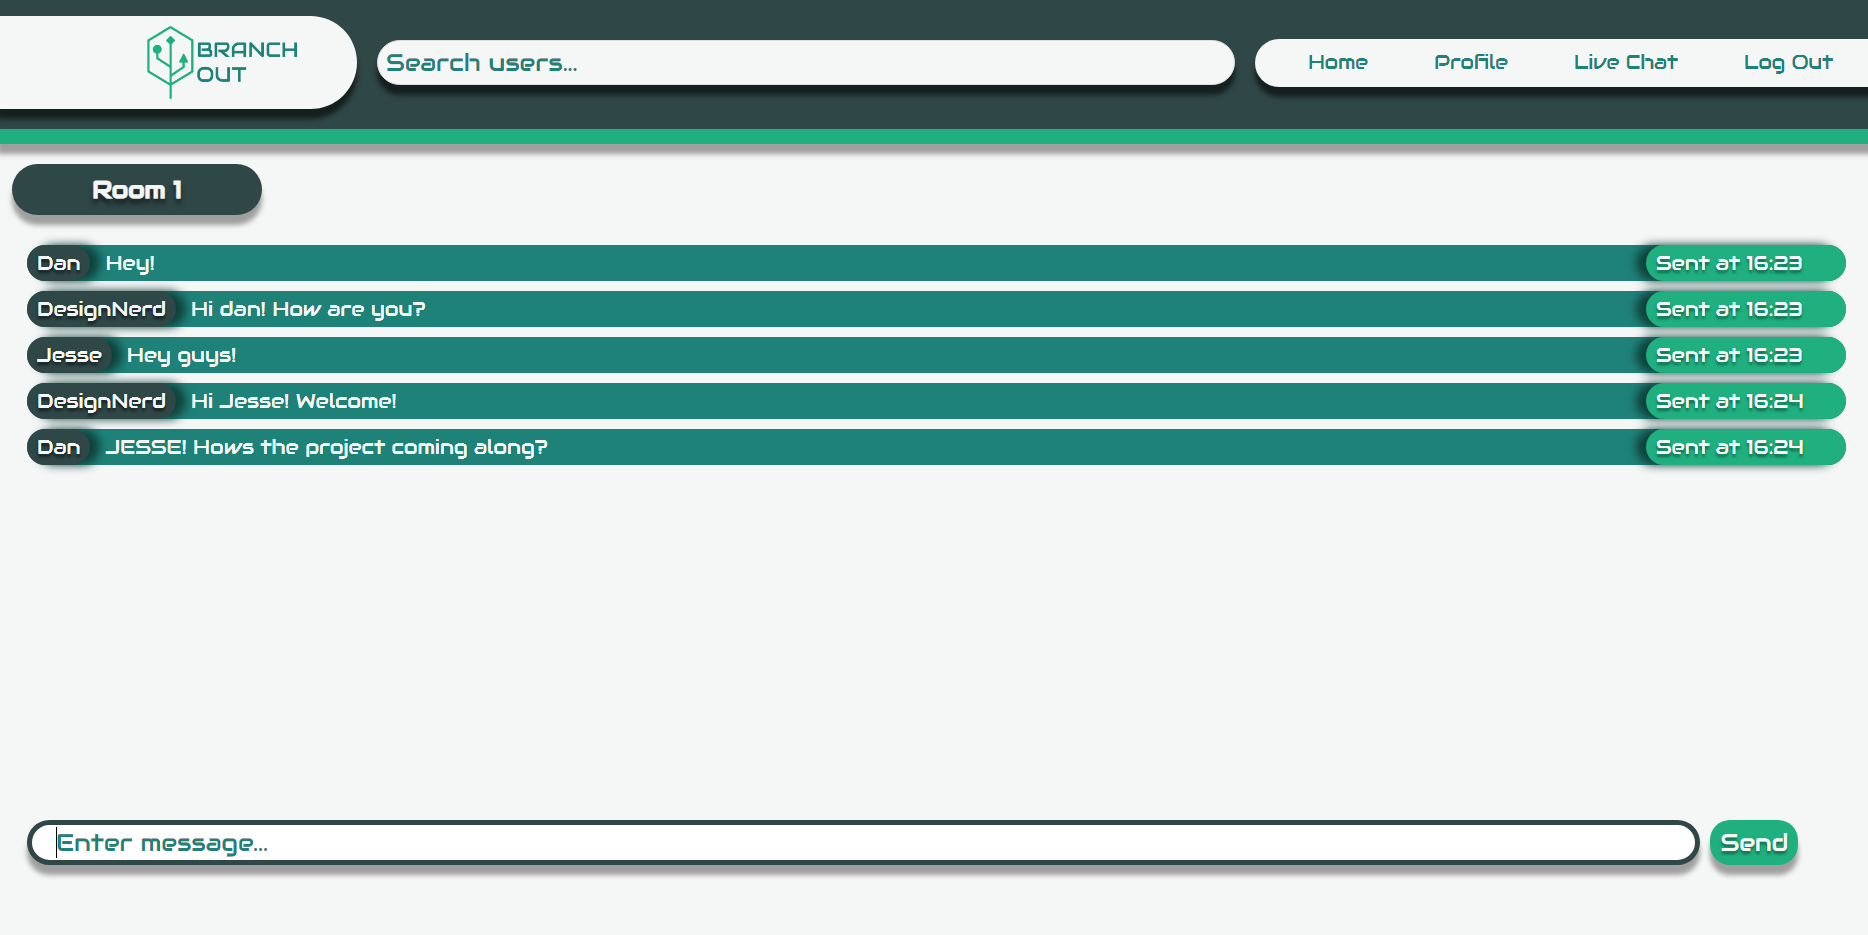 BRANCH
OUT
Search users...
Home Profile Live Chat Log Out
Room 1
Dan Hey! Sent at 16:23
DesignNerd Hi dan! How are you? Sent at 16:23
Jesse Hey guys! Sent at 16:23
DesignNerd Hi Jesse! Welcome! Sent at 16:24
Dan JESSE! Hows the project coming along? Sent at 16:24
Enter message... Send